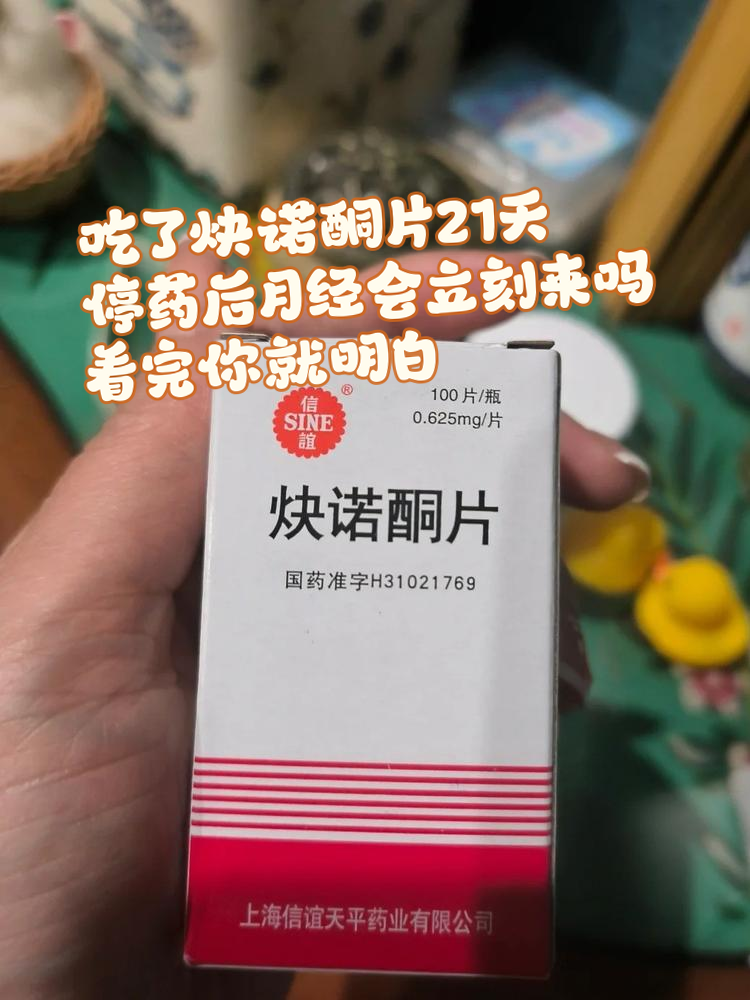 吃了炔诺酮片21天
停药后月经会立刻来吗
看完你就明白
信
SINE
誼
®
100片/瓶
0.625mg/片
炔诺酮片
国药准字H31021769
上海信谊天平药业有限公司